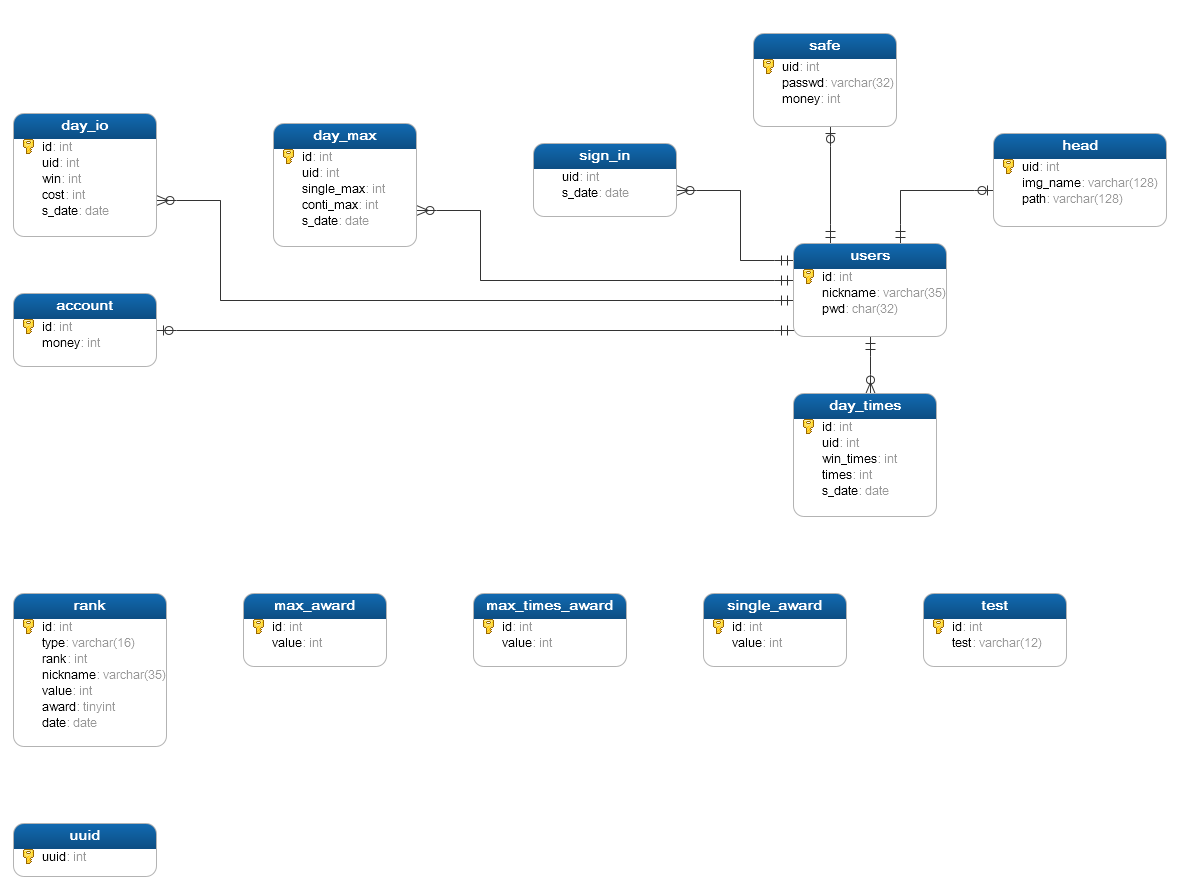 safe
uid: int
passwd: varchar(32)
money: int
day_io
id: int
uid: int
win: int
cost: int
s_date: date
day_max
id: int
uid: int
single_max: int
conti_max: int
s_date: date
sign_in
uid: int
s_date: date
head
uid: int
img_name: varchar(128)
path: varchar(128)
users
id: int
nickname: varchar(35)
pwd: char(32)
account
id: int
money: int
day_times
id: int
uid: int
win_times: int
times: int
s_date: date
rank
id: int
type: varchar(16)
rank: int
nickname: varchar(35)
value: int
award: tinyint
date: date
max_award
id: int
value: int
max_times_award
id: int
value: int
single_award
id: int
value: int
test
id: int
test: varchar(12)
uuid
uuid: int